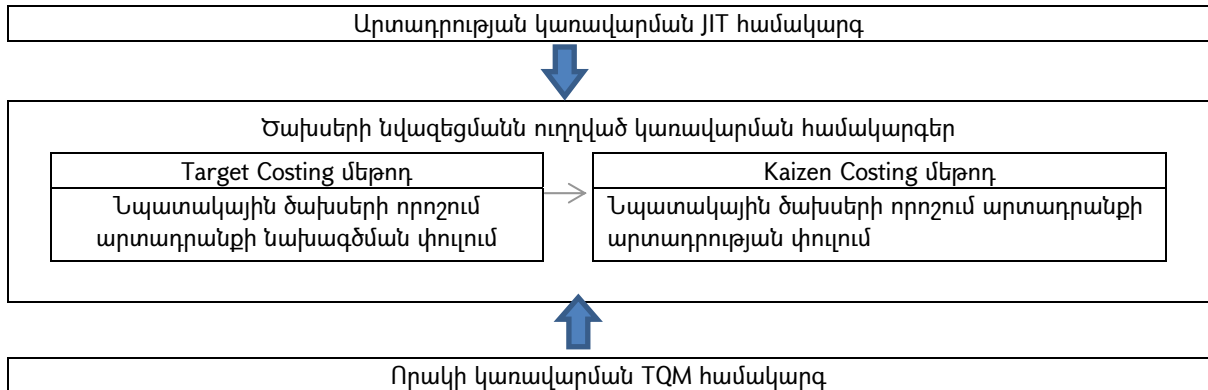 Արտադրության կառավարման JIT համակարգ
Ծախսերի նվազեցմանն ուղղված կառավարման համակարգեր
Target Costing մեթոդ
Նպատակային ծախսերի որոշում
արտադրանքի նախագծման փուլում
Kaizen Costing մեթոդ
Նպատակային ծախսերի որոշում արտադրանքի
արտադրության փուլում
Որակի կառավարման TQM համակարգ